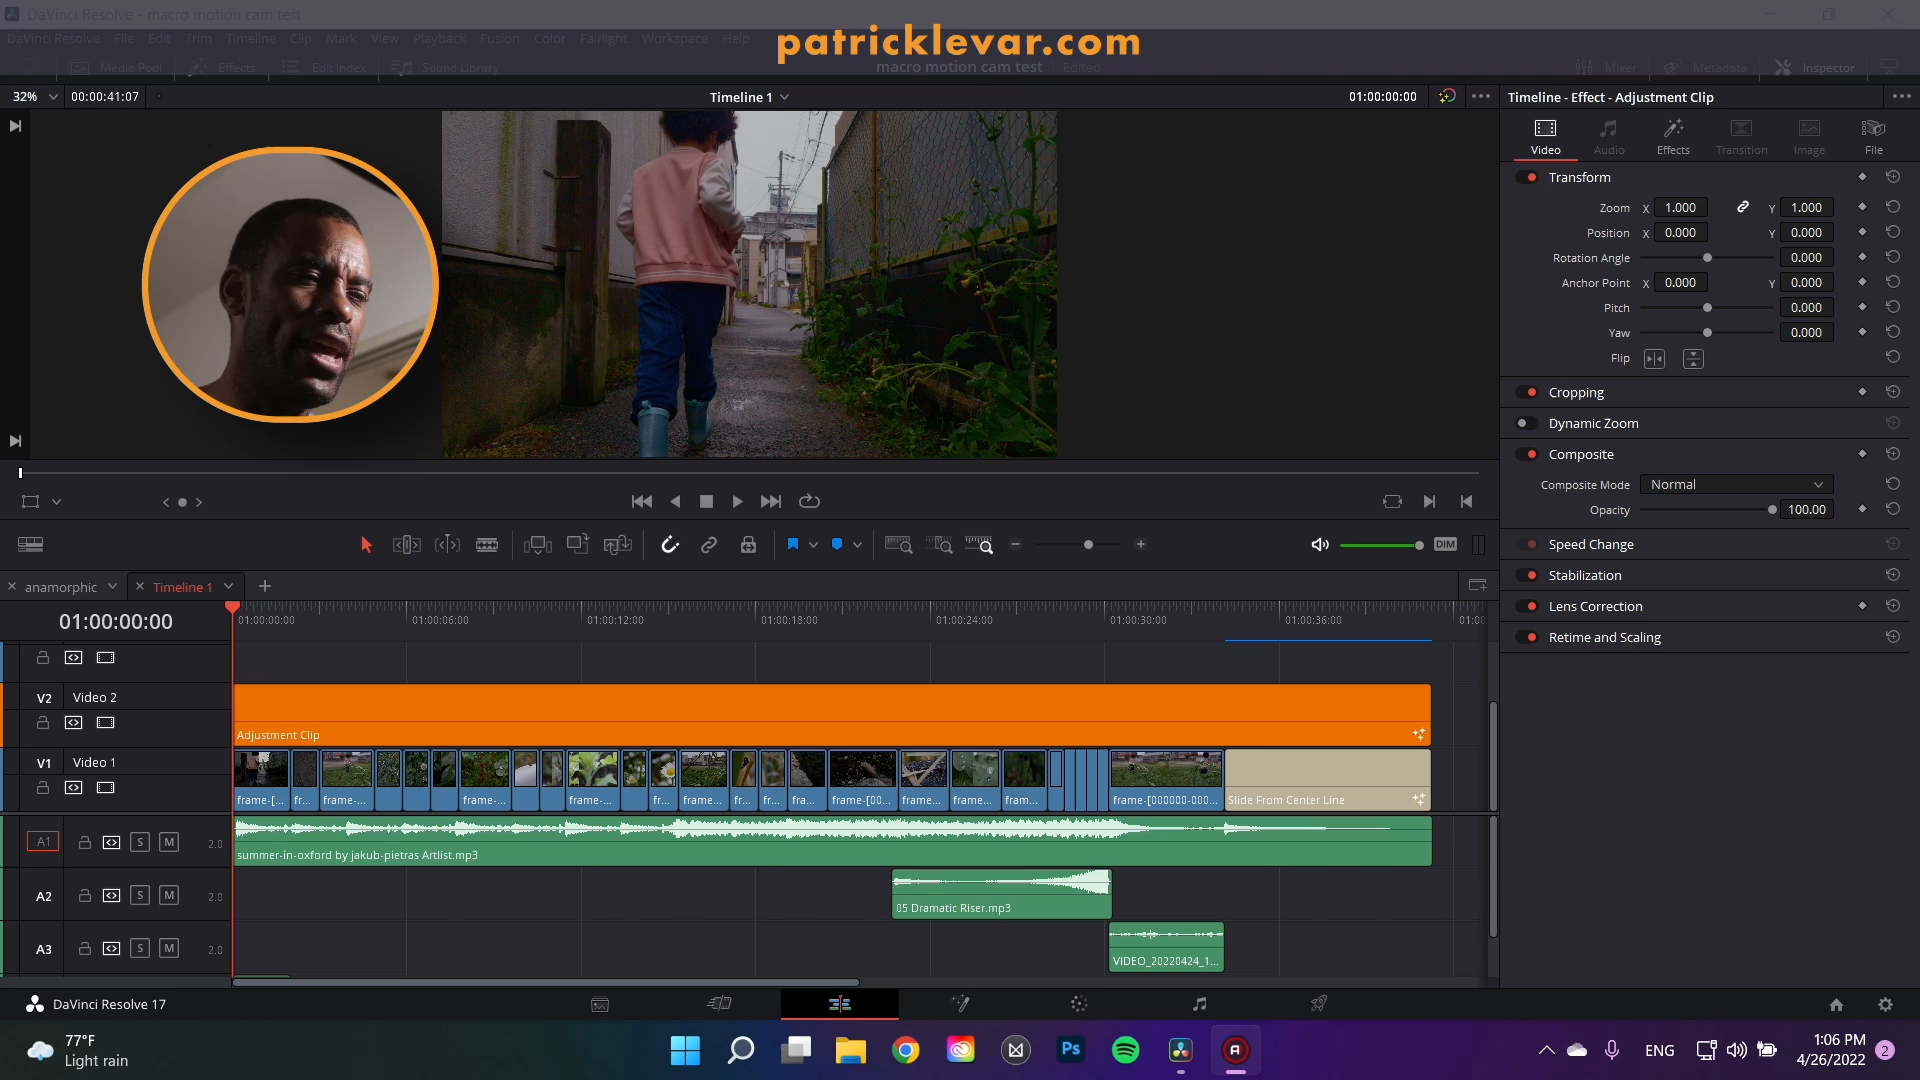 DaVinci Resolve - macro motion cam test
patricklevar.com
DaVinci Resolve File Edit Trim Timeline Clip Mark View Playback Fusion Color Fairlight Workspace Help
Media Pool Effects Edit Index Sound Library macro motion cam test Edited Mixer Metadata Inspector
32% 00:00:41:07 Timeline 1 01:00:00:00 Timeline - Effect - Adjustment Clip
Video Audio Effects Transition Image File
Transform
Zoom X 1.000 Y 1.000
Position X 0.000 Y 0.000
Rotation Angle 0.000
Anchor Point X 0.000 Y 0.000
Pitch 0.000
Yaw 0.000
Flip
Cropping
Dynamic Zoom
Composite
Composite Mode Normal
Opacity 100.00
Speed Change
Stabilization
Lens Correction
Retime and Scaling
DIM
anamorphic Timeline 1
01:00:00:00
01:00:00:00 01:00:06:00 01:00:12:00 01:00:18:00 01:00:24:00 01:00:30:00 01:00:36:00 01:00
V2 Video 2
Adjustment Clip
V1 Video 1
frame-[... fr... frame-... frame-... frame-... fr... frame... fr... fr... fra... frame-[00... frame... frame... fram... frame-[000000-000... Slide From Center Line
A1 S M 2.0
summer-in-oxford by jakub-pietras Artlist.mp3
A2 S M 2.0
05 Dramatic Riser.mp3
A3 S M 2.0
VIDEO_20220424_1...
DaVinci Resolve 17
77°F
Light rain
Ps
ENG
1:06 PM
4/26/2022
2